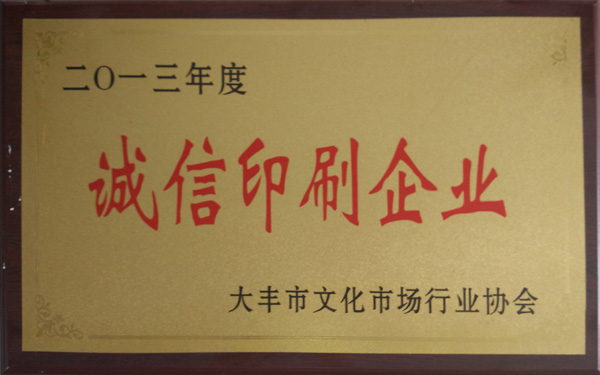 二〇一三年度
诚信印刷企业
大丰市文化市场行业协会